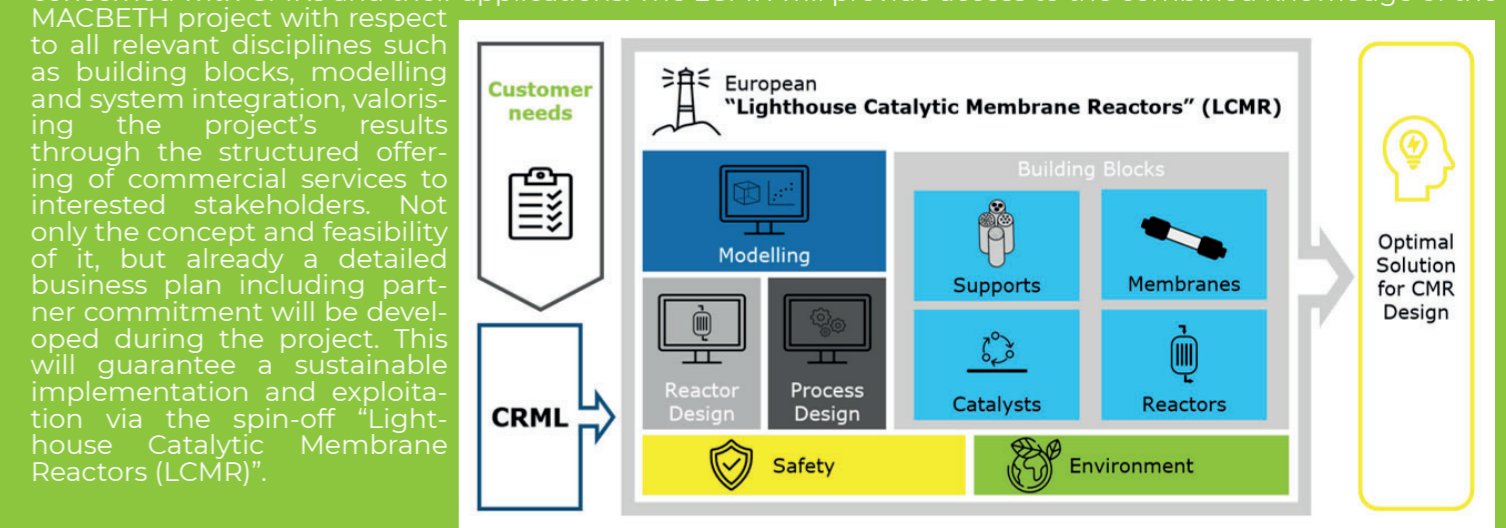 MACBETH project with respect
to all relevant disciplines such
as building blocks, modelling
and system integration, valoris-
ing the project's results
through the structured offer-
ing of commercial services to
interested stakeholders. Not
only the concept and feasibility
of it, but already a detailed
business plan including part-
ner commitment will be devel-
oped during the project. This
will guarantee a sustainable
implementation and exploita-
tion via the spin-off “Light-
house Catalytic Membrane
Reactors (LCMR)”.
Customer
needs
CRML
European
“Lighthouse Catalytic Membrane Reactors” (LCMR)
Modelling
Reactor
Design
Process
Design
Building Blocks
Supports
Membranes
Catalysts
Reactors
Safety
Environment
Optimal
Solution
for CMR
Design